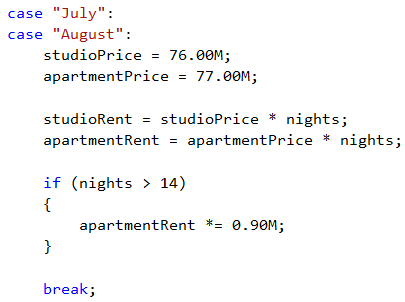 case "July":
case "August":
    studioPrice = 76.00M;
    apartmentPrice = 77.00M;

    studioRent = studioPrice * nights;
    apartmentRent = apartmentPrice * nights;

    if (nights > 14)
    {
        apartmentRent *= 0.90M;
    }

    break;